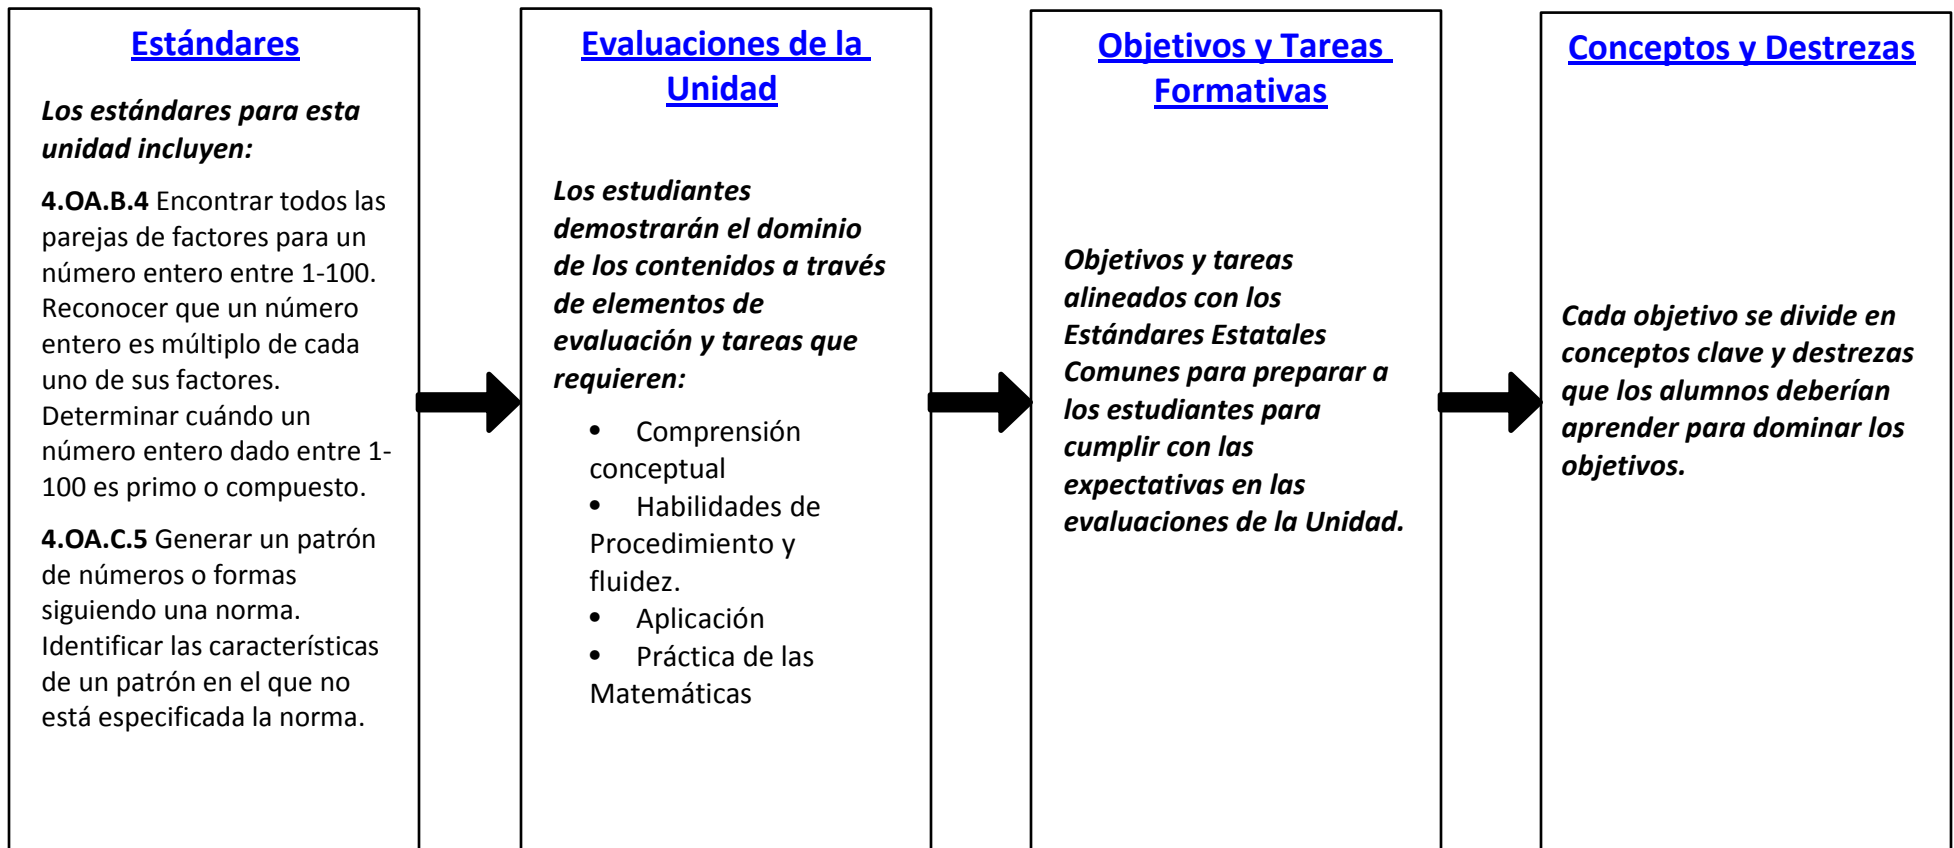 Estándares
Los estándares para esta
unidad incluyen:
4.OA.B.4 Encontrar todos las
parejas de factores para un
número entero entre 1-100.
Reconocer que un número
entero es múltiplo de cada
uno de sus factores.
Determinar cuándo un
número entero dado entre 1-
100 es primo o compuesto.
4.OA.C.5 Generar un patrón
de números o formas
siguiendo una norma.
Identificar las características
de un patrón en el que no
está especificada la norma.
Evaluaciones de la
Unidad
Los estudiantes
demostrarán el dominio
de los contenidos a través
de elementos de
evaluación y tareas que
requieren:
• Comprensión
conceptual
• Habilidades de
Procedimiento y
fluidez.
• Aplicación
• Práctica de las
Matemáticas
Objetivos y Tareas
Formativas
Objetivos y tareas
alineados con los
Estándares Estatales
Comunes para preparar a
los estudiantes para
cumplir con las
expectativas en las
evaluaciones de la Unidad.
Conceptos y Destrezas
Cada objetivo se divide en
conceptos clave y destrezas
que los alumnos deberían
aprender para dominar los
objetivos.